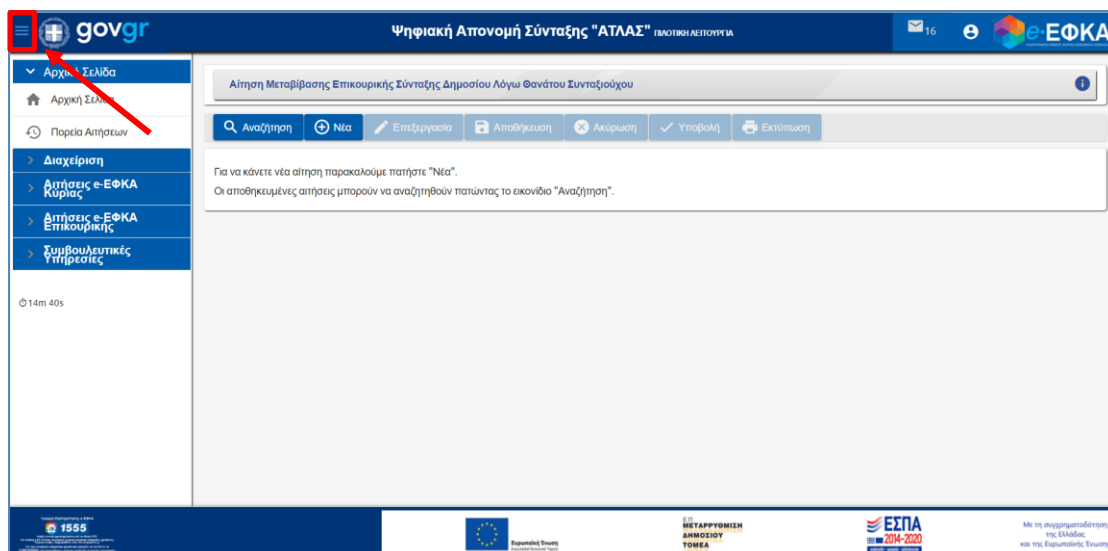 govgr
Ψηφιακή Απονομή Σύνταξης "ΑΤΛΑΣ" ΠΙΛΟΤΙΚΗ ΛΕΙΤΟΥΡΓΙΑ
16
e-ΕΦΚΑ
Αρχική Σελίδα
Αρχική Σελίδα
Πορεία Αιτήσεων
Διαχείριση
Αιτήσεις e-ΕΦΚΑ
Κύριας
Αιτήσεις e-ΕΦΚΑ
Επικουρικής
Συμβουλευτικές
Υπηρεσίες
14m 40s
Αίτηση Μεταβίβασης Επικουρικής Σύνταξης Δημοσίου Λόγω Θανάτου Συνταξιούχου
Αναζήτηση Νέα Επεξεργασία Αποθήκευση Ακύρωση Υποβολή Εκτύπωση
Για να κάνετε νέα αίτηση παρακαλούμε πατήστε "Νέα".
Οι αποθηκευμένες αιτήσεις μπορούν να αναζητηθούν πατώντας το εικονίδιο "Αναζήτηση".
1555
Ευρωπαϊκή Ένωση
Ε.Π.
ΜΕΤΑΡΡΥΘΜΙΣΗ
ΔΗΜΟΣΙΟΥ
ΤΟΜΕΑ
ΕΣΠΑ
2014-2020
Με τη συγχρηματοδότηση
της Ελλάδας
και της Ευρωπαϊκής Ένωσης